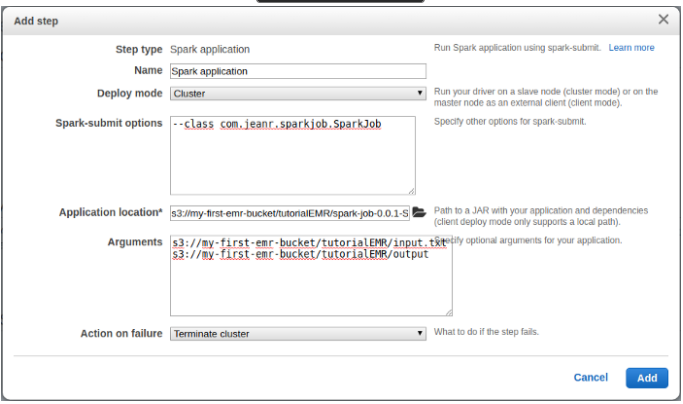 Add step
Step type Spark application Run Spark application using spark-submit. Learn more
Name Spark application
Deploy mode Cluster Run your driver on a slave node (cluster mode) or on the
master node as an external client (client mode).
Spark-submit options --class com.jeanr.sparkjob.SparkJob Specify other options for spark-submit.
Application location* s3://my-first-emr-bucket/tutorialEMR/spark-job-0.0.1-S Path to a JAR with your application and dependencies
(client deploy mode only supports a local path).
Arguments s3://my-first-emr-bucket/tutorialEMR/input.txt Specify optional arguments for your application.
s3://my-first-emr-bucket/tutorialEMR/output
Action on failure Terminate cluster What to do if the step fails.
Cancel Add